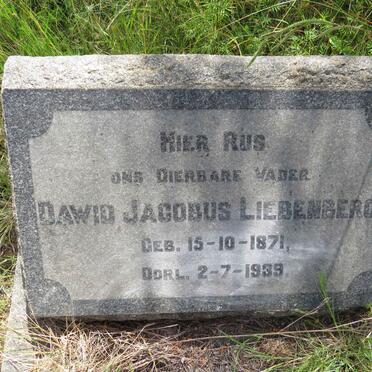 HIER RUS
ONS DIERBARE VADER
DAWID JACOBUS LIEBENBERG
GEB. 15-10-1871,
OORL. 2-7-1939